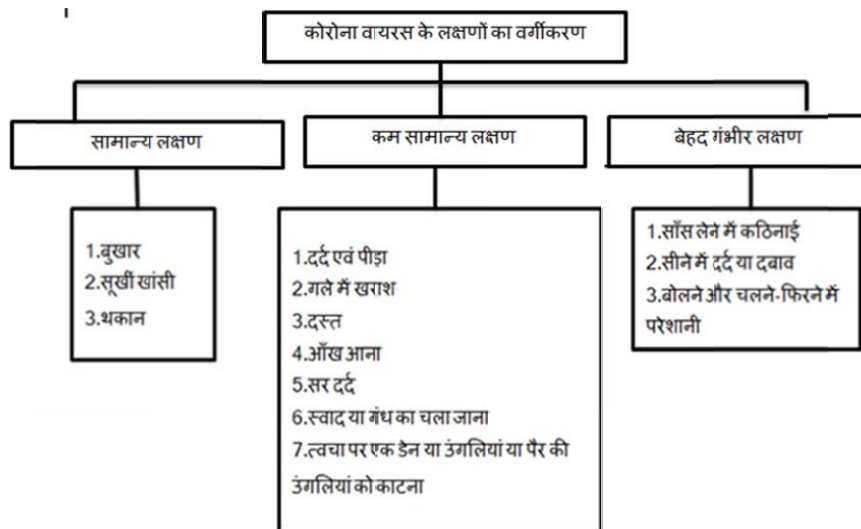 कोरोना वायरस के लक्षणों का वर्गीकरण
सामान्य लक्षण
1.बुखार
2.सूखीं खांसी
3.थकान
कम सामान्य लक्षण
1.दर्द एवं पीड़ा
2.गले में खराश
3.दस्त
4.आँख आना
5.सर दर्द
6.स्वाद या गंध का चला जाना
7.त्वचा पर एक डेन या उंगलियां या पैर की
उंगलियां को काटना
बेहद गंभीर लक्षण
1.साँस लेने में कठिनाई
2.सीने में दर्द या दबाव
3.बोलने और चलने-फिरने में
परेशानी